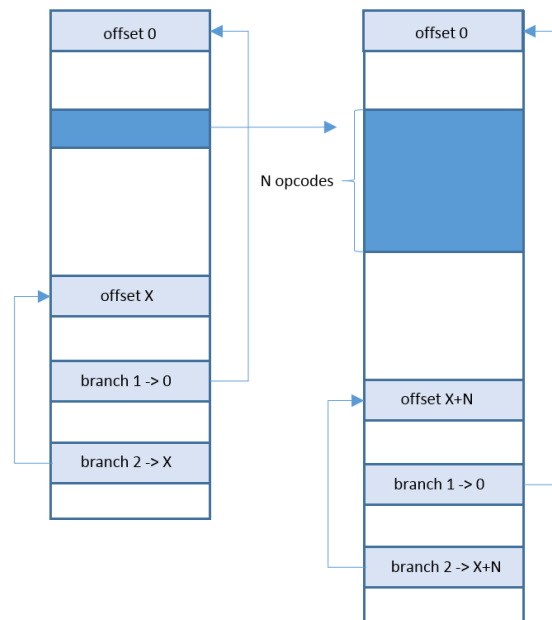 offset 0
offset X
branch 1 -> 0
branch 2 -> X
offset 0
N opcodes
offset X+N
branch 1 -> 0
branch 2 -> X+N